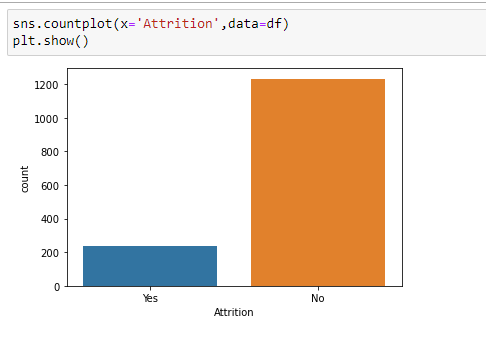 sns.countplot(x='Attrition',data=df)
plt.show()
1200
1000
800
600
400
200
0
count
Yes No
Attrition